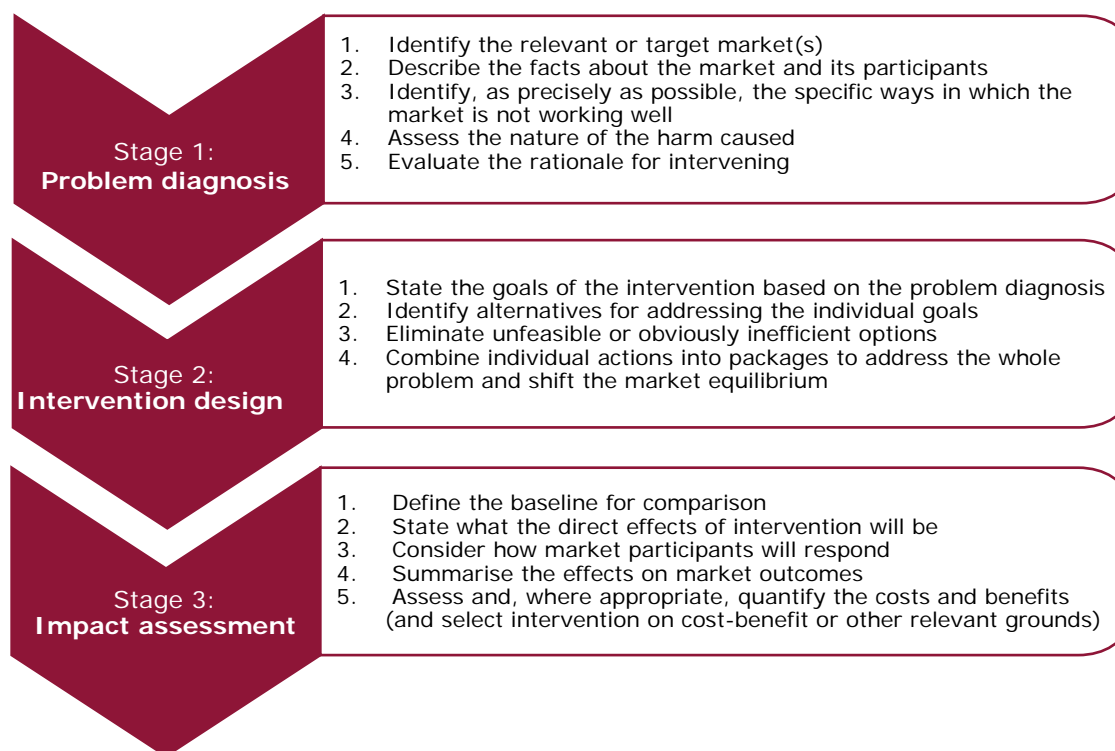 Stage 1:
Problem diagnosis
1. Identify the relevant or target market(s)
2. Describe the facts about the market and its participants
3. Identify, as precisely as possible, the specific ways in which the
market is not working well
4. Assess the nature of the harm caused
5. Evaluate the rationale for intervening
Stage 2:
Intervention design
1. State the goals of the intervention based on the problem diagnosis
2. Identify alternatives for addressing the individual goals
3. Eliminate unfeasible or obviously inefficient options
4. Combine individual actions into packages to address the whole
problem and shift the market equilibrium
Stage 3:
Impact assessment
1. Define the baseline for comparison
2. State what the direct effects of intervention will be
3. Consider how market participants will respond
4. Summarise the effects on market outcomes
5. Assess and, where appropriate, quantify the costs and benefits
(and select intervention on cost-benefit or other relevant grounds)